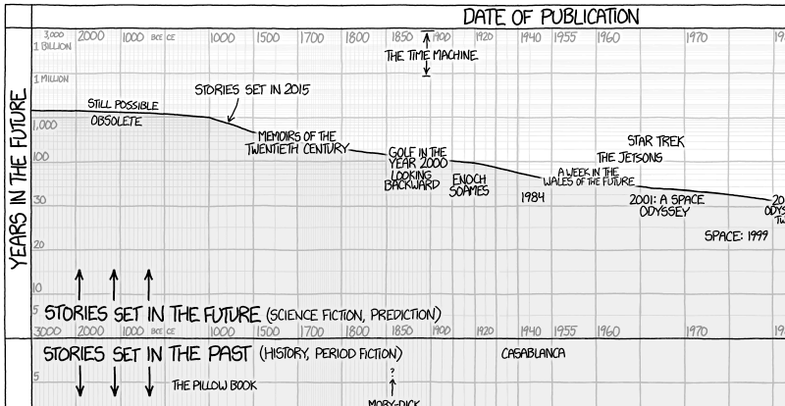 DATE OF PUBLICATION
3,000 2000 1000 BCE CE 1000 1500 1700 1800 1850 1900 1920 1940 1955 1960 1970
1 BILLION
THE TIME MACHINE
1 MILLION
STORIES SET IN 2015
STILL POSSIBLE
OBSOLETE
1,000
YEARS IN THE FUTURE
MEMOIRS OF THE
TWENTIETH CENTURY
STAR TREK
GOLF IN THE
YEAR 2000
THE JETSONS
100
LOOKING
BACKWARD
ENOCH
SOAMES
A WEEK IN THE
WALES OF THE FUTURE
1984
30
2001: A SPACE
ODYSSEY
SPACE: 1999
20
10
STORIES SET IN THE FUTURE (SCIENCE FICTION, PREDICTION)
5
3000 2000 1000 BCE CE 1000 1500 1700 1800 1850 1900 1920 1940 1955 1960 1970
STORIES SET IN THE PAST (HISTORY, PERIOD FICTION)
CASABLANCA
5
THE PILLOW BOOK
?
MOBY-DICK